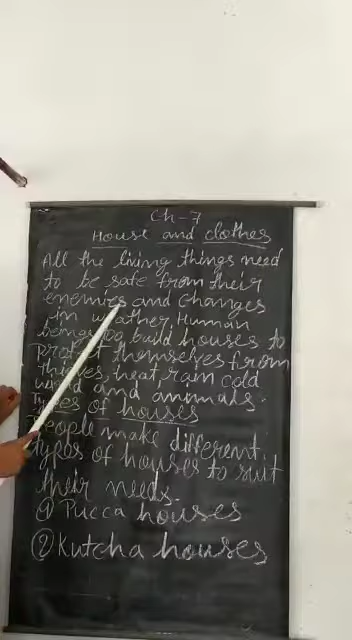 Ch-7
House and clothes
All the living things need
to be safe from their
enemies and changes
in weather, Human
beings too build houses to
protect themselves from
thieves, heat, rain cold
wind and animals.
Types of houses
People make different
types of houses to suit
their needs.
① Pucca houses
② Kutcha houses